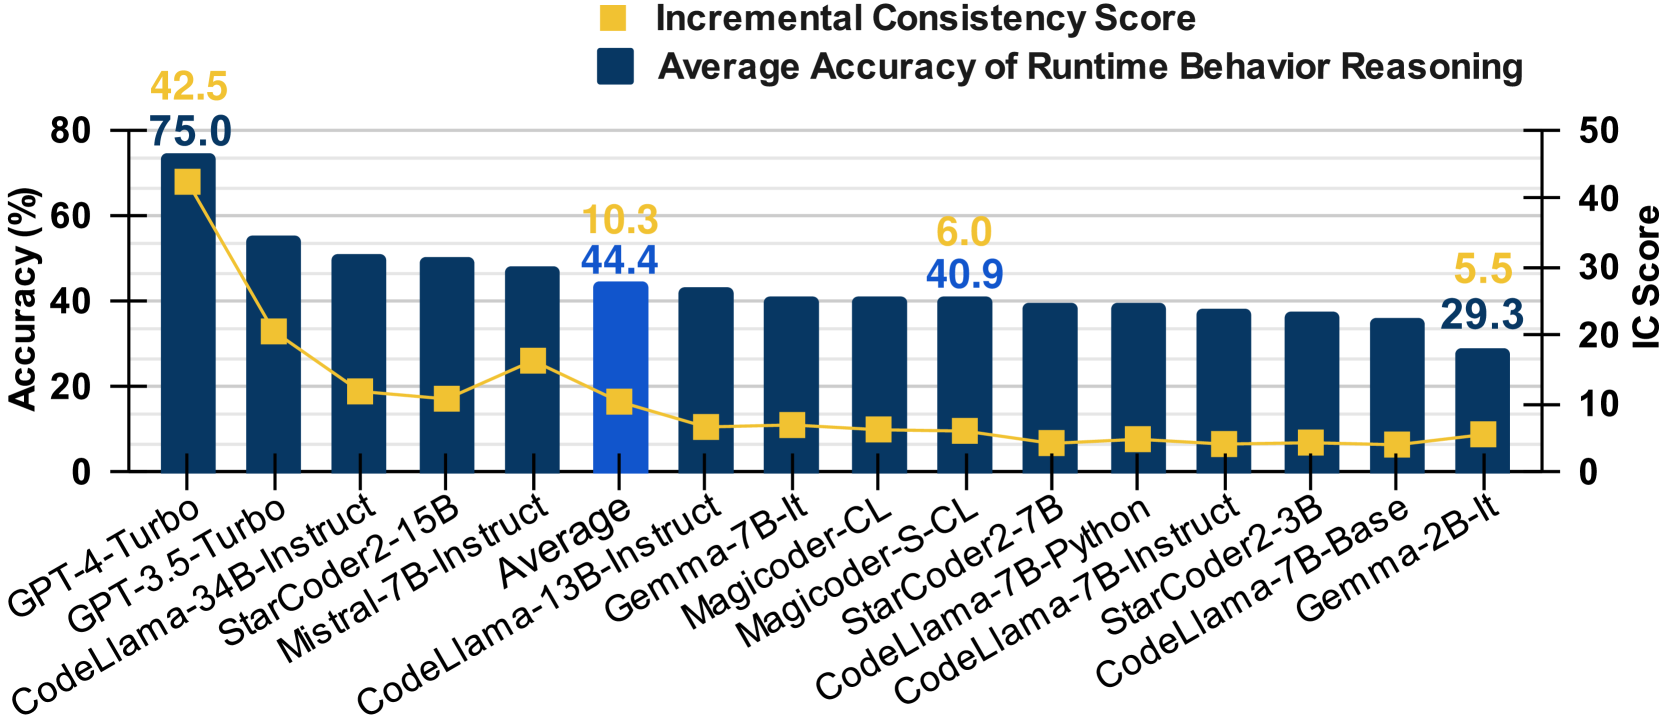 Incremental Consistency Score
Average Accuracy of Runtime Behavior Reasoning
42.5
75.0
10.3
44.4
6.0
40.9
5.5
29.3
Accuracy (%)
80
60
40
20
0
50
40
30
20
10
0
IC Score
GPT-4-Turbo
GPT-3.5-Turbo
CodeLlama-34B-Instruct
StarCoder2-15B
Mistral-7B-Instruct
Average
CodeLlama-13B-Instruct
Gemma-7B-It
Magicoder-CL
Magicoder-S-CL
StarCoder2-7B
CodeLlama-7B-Python
CodeLlama-7B-Instruct
StarCoder2-3B
CodeLlama-7B-Base
Gemma-2B-It